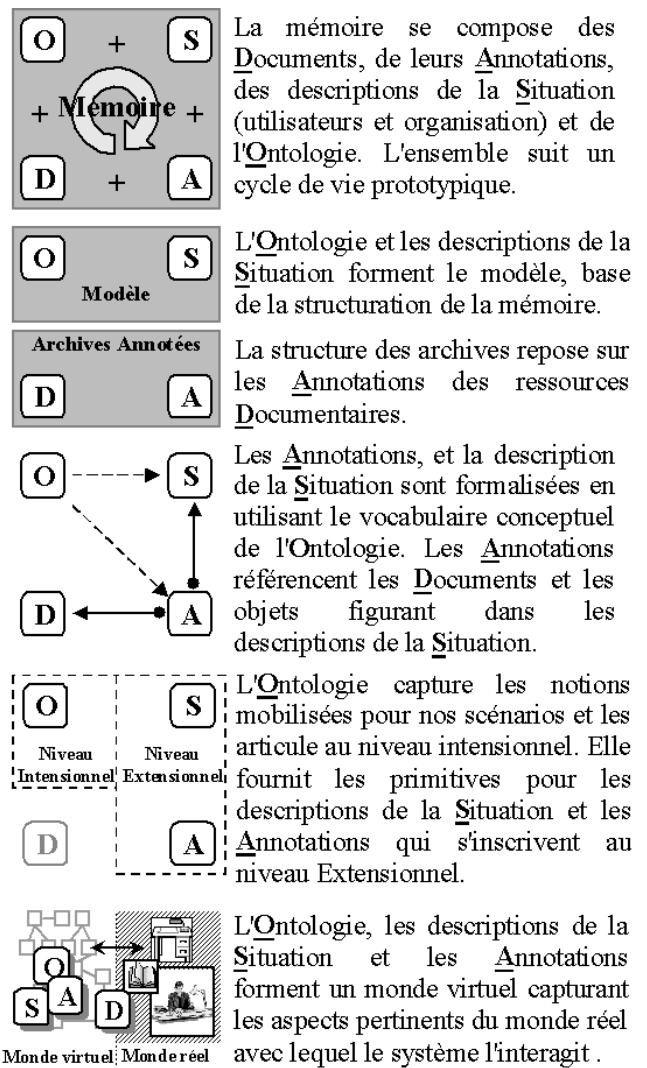 O + S
+ Mémoire +
D + A
La mémoire se compose des
Documents, de leurs Annotations,
des descriptions de la Situation
(utilisateurs et organisation) et de
l'Ontologie. L'ensemble suit un
cycle de vie prototypique.
O S
Modèle
L'Ontologie et les descriptions de la
Situation forment le modèle, base
de la structuration de la mémoire.
Archives Annotées
D A
La structure des archives repose sur
les Annotations des ressources
Documentaires.
O S
D A
Les Annotations, et la description
de la Situation sont formalisées en
utilisant le vocabulaire conceptuel
de l'Ontologie. Les Annotations
référencent les Documents et les
objets figurant dans les
descriptions de la Situation.
O S
Niveau Niveau
Intensionnel Extensionnel
D A
L'Ontologie capture les notions
mobilisées pour nos scénarios et les
articule au niveau intensionnel. Elle
fournit les primitives pour les
descriptions de la Situation et les
Annotations qui s'inscrivent au
niveau Extensionnel.
O
S A D
Monde virtuel Monde réel
L'Ontologie, les descriptions de la
Situation et les Annotations
forment un monde virtuel capturant
les aspects pertinents du monde réel
avec lequel le système l'interagit .